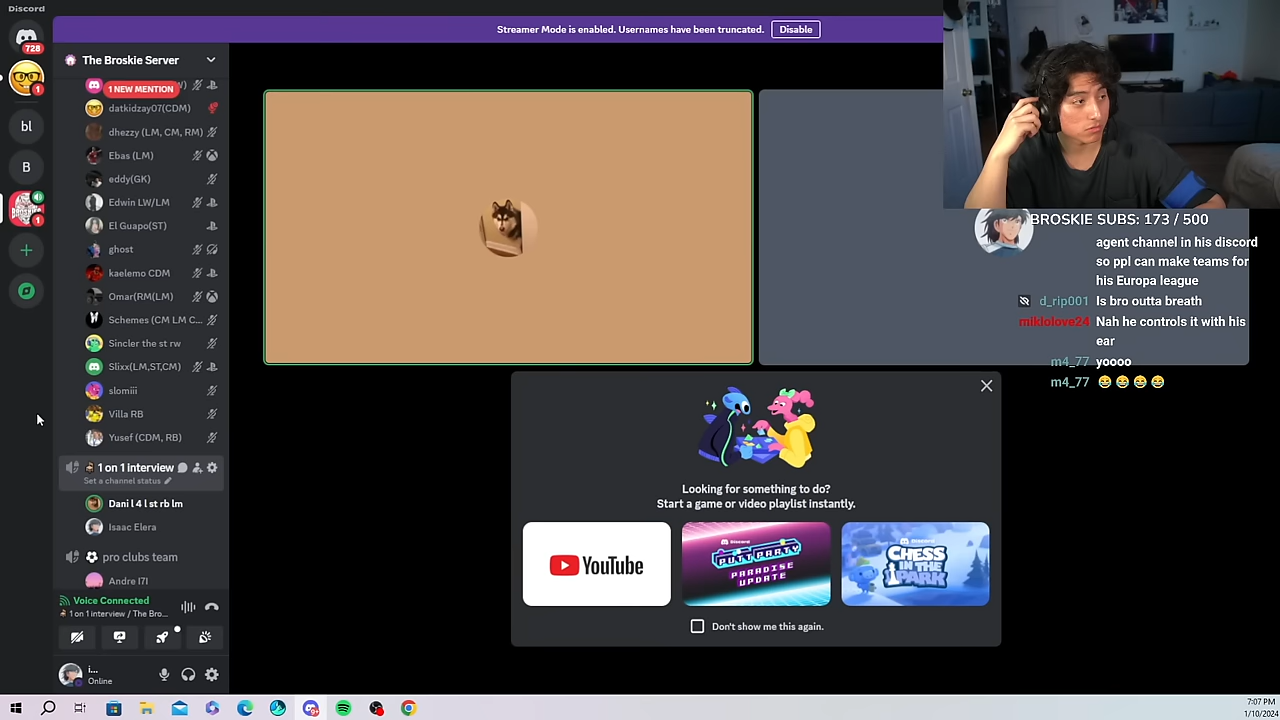 Discord
Streamer Mode is enabled. Usernames have been truncated.
Disable
728
The Broskie Server
1 NEW MENTION
1
datkidzay07(CDM)
dhezzy (LM, CM, RM)
Ebas (LM)
eddy(GK)
Edwin LW/LM
El Guapo(ST)
ghost
kaelemo CDM
Omar(RM(LM)
Schemes (CM LM C...
Sincler the st rw
Slixx(LM,ST,CM)
slomiii
Villa RB
Yusef (CDM, RB)
bl
B
1
1 on 1 interview
Set a channel status
Dani l 4 l st rb lm
Isaac Elera
pro clubs team
Andre l7l
Voice Connected
1 on 1 interview / The Bro...
i...
Online
BROSKIE SUBS: 173 / 500
agent channel in his discord
so ppl can make teams for
his Europa league
d_rip001 Is bro outta breath
miklolove24 Nah he controls it with his
ear
m4_77 yoooo
m4_77 😂 😂 😂 😂
Looking for something to do?
Start a game or video playlist instantly.
YouTube
Discord
PUTT PARTY
PARADISE
UPDATE
Discord
CHESS
IN THE
PARK
Don't show me this again.
7:07 PM
1/10/2024